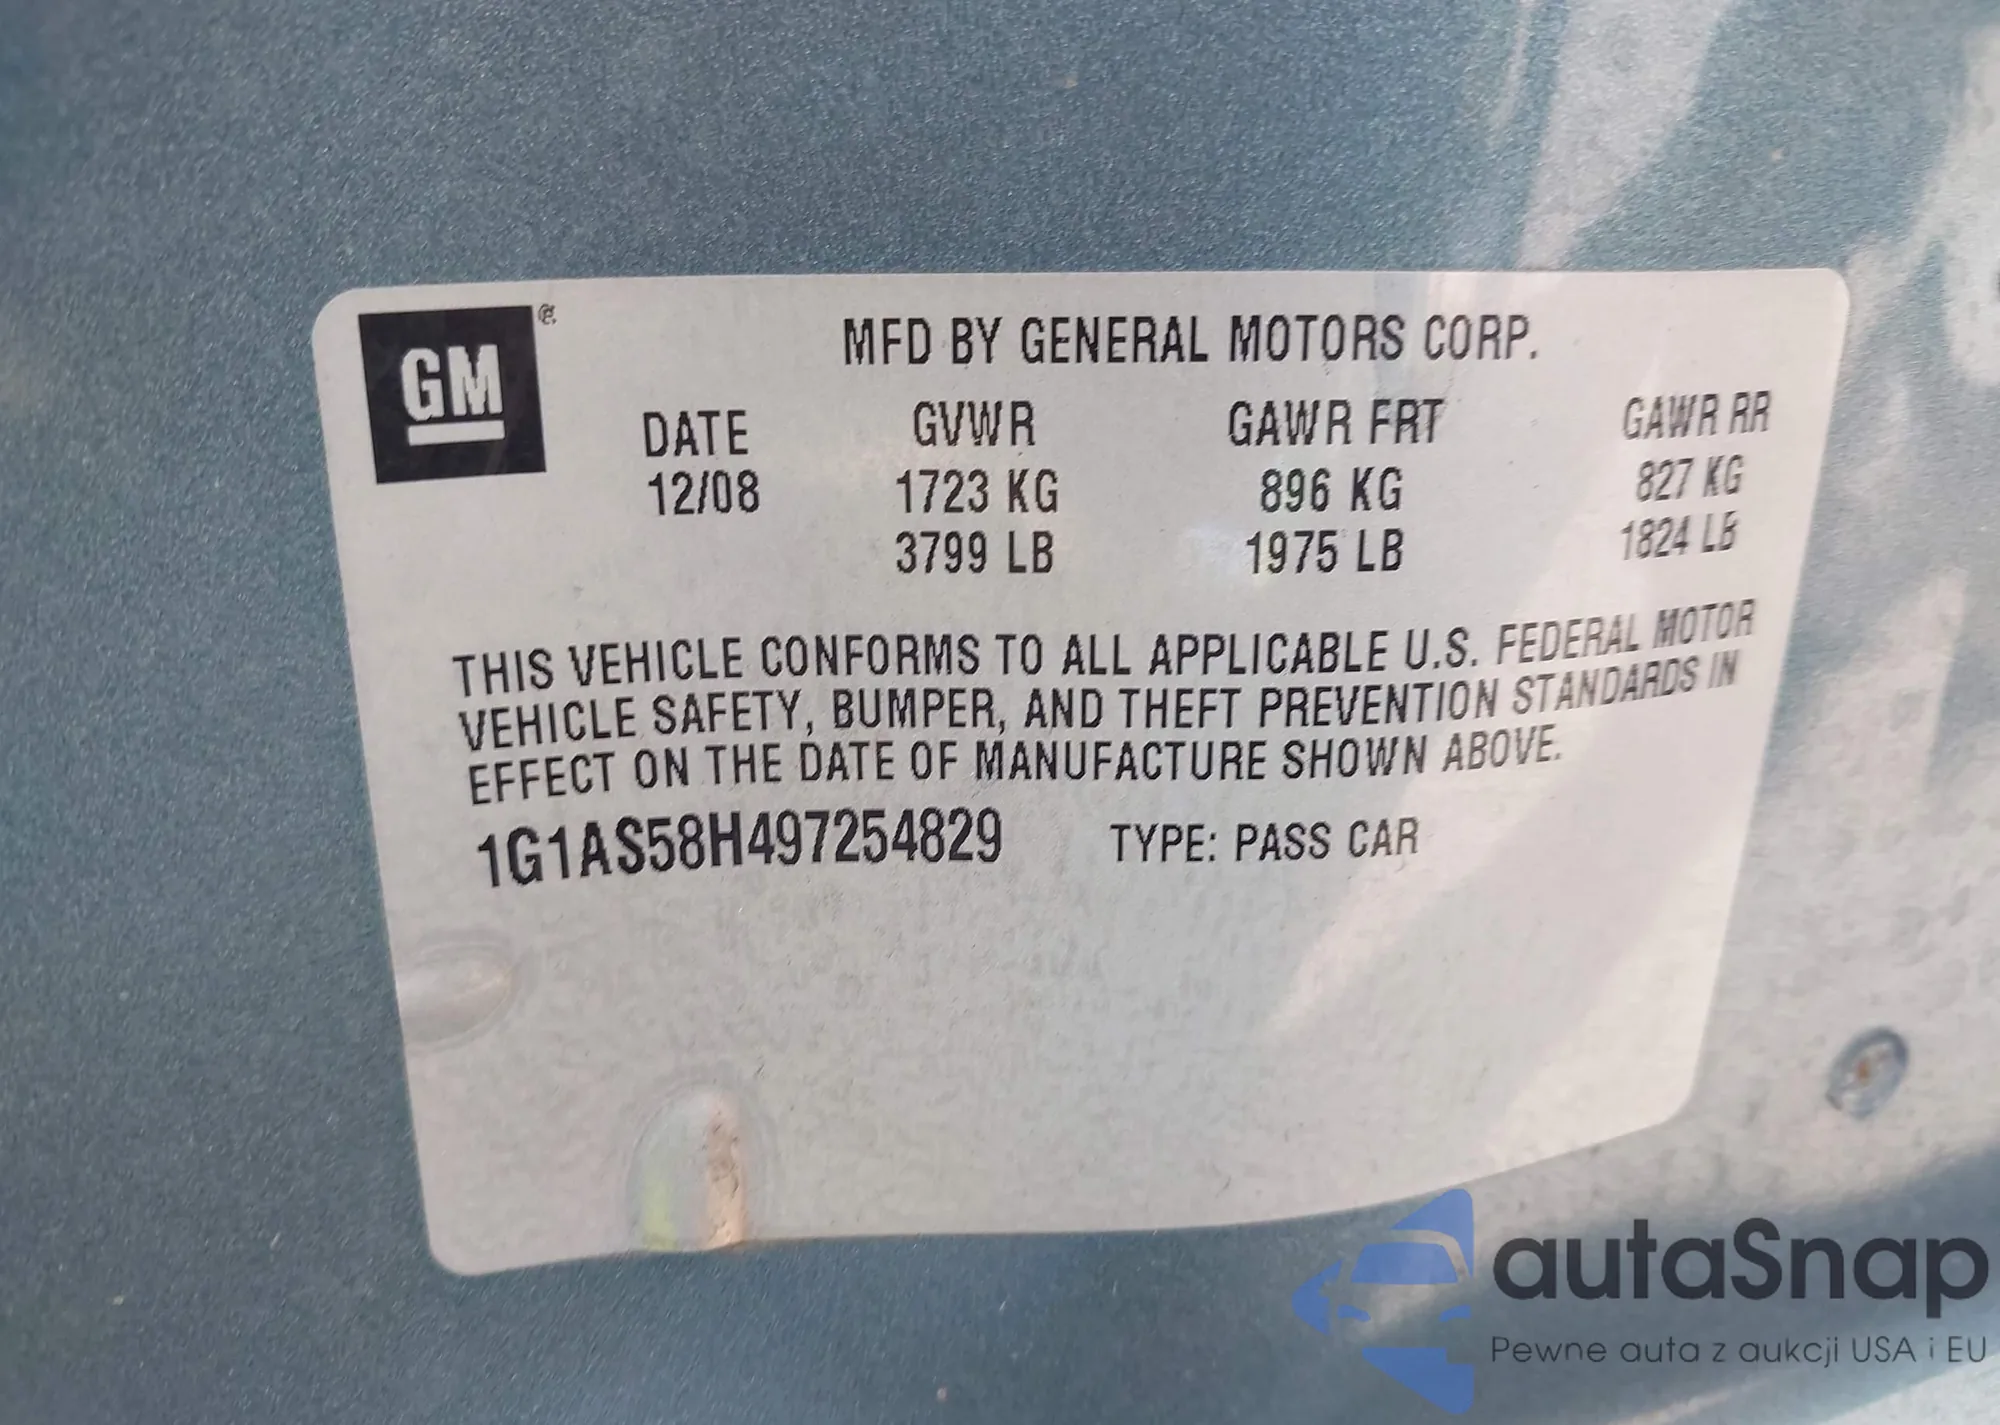 GM
MFD BY GENERAL MOTORS CORP.
DATE GVWR GAWR FRT GAWR RR
12/08 1723 KG 896 KG 827 KG
3799 LB 1975 LB 1824 LB
THIS VEHICLE CONFORMS TO ALL APPLICABLE U.S. FEDERAL MOTOR
VEHICLE SAFETY, BUMPER, AND THEFT PREVENTION STANDARDS IN
EFFECT ON THE DATE OF MANUFACTURE SHOWN ABOVE.
1G1AS58H497254829 TYPE: PASS CAR
autaSnap
Pewne auta z aukcji USA i EU